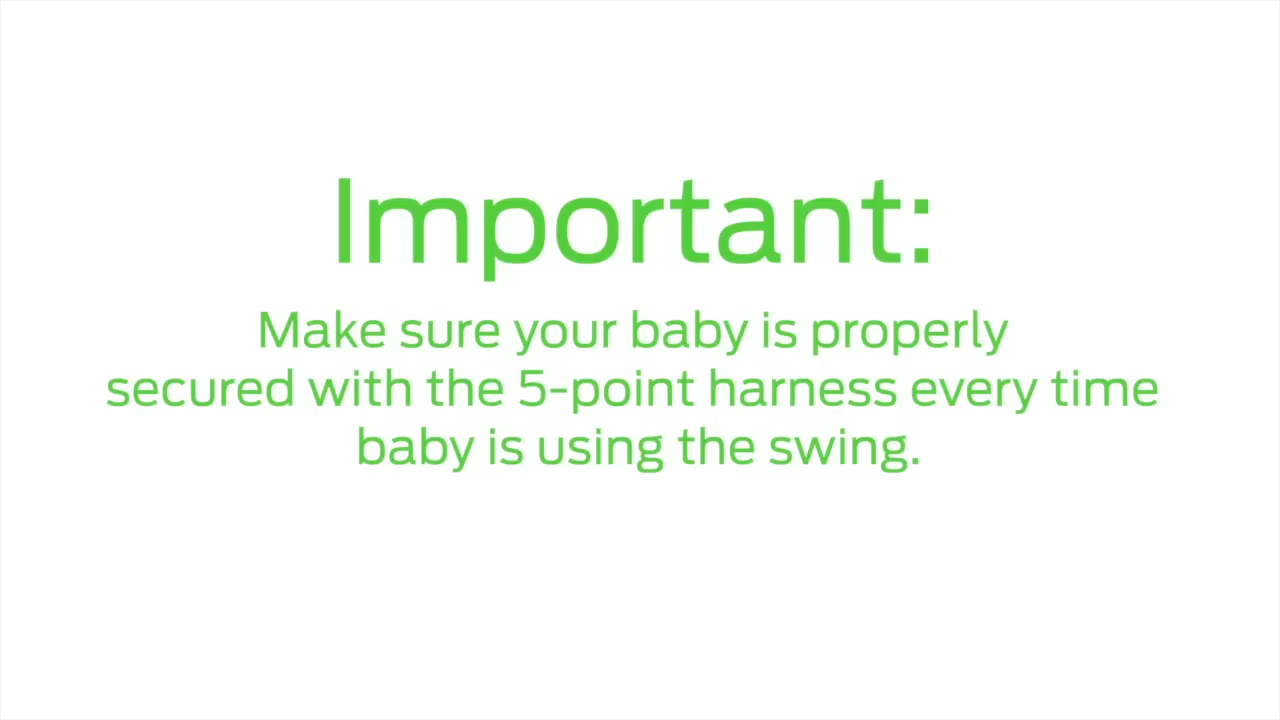 Important:
Make sure your baby is properly
secured with the 5-point harness every time
baby is using the swing.